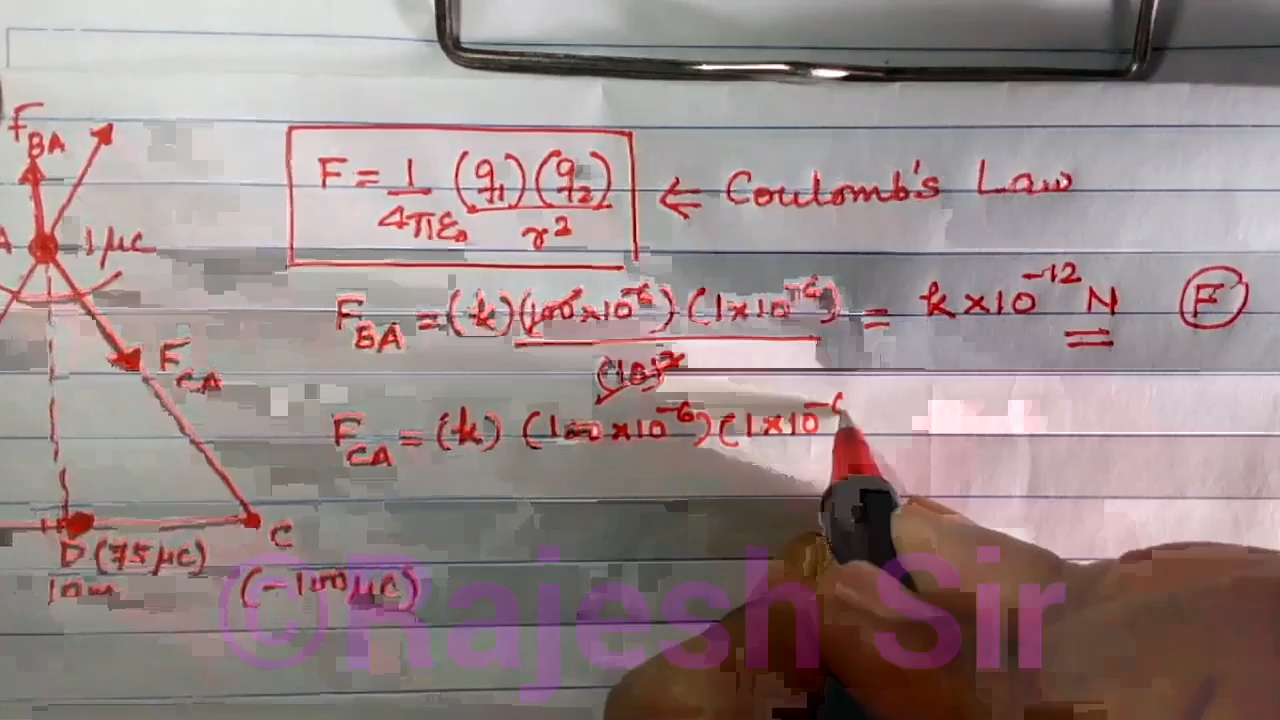 F_BA
F = 1/4πε₀ (q₁)(q₂)/r² ⇐ Coulomb's Law
A 1μC
F_BA = (k)(100×10⁻⁶)(1×10⁻⁶)/(10)² = k×10⁻¹² N (F)
F_CA
F_CA = (k) (100×10⁻⁶)(1×10⁻⁶
C
D (75μC)
10m (-100μC)
©Rajesh Sir